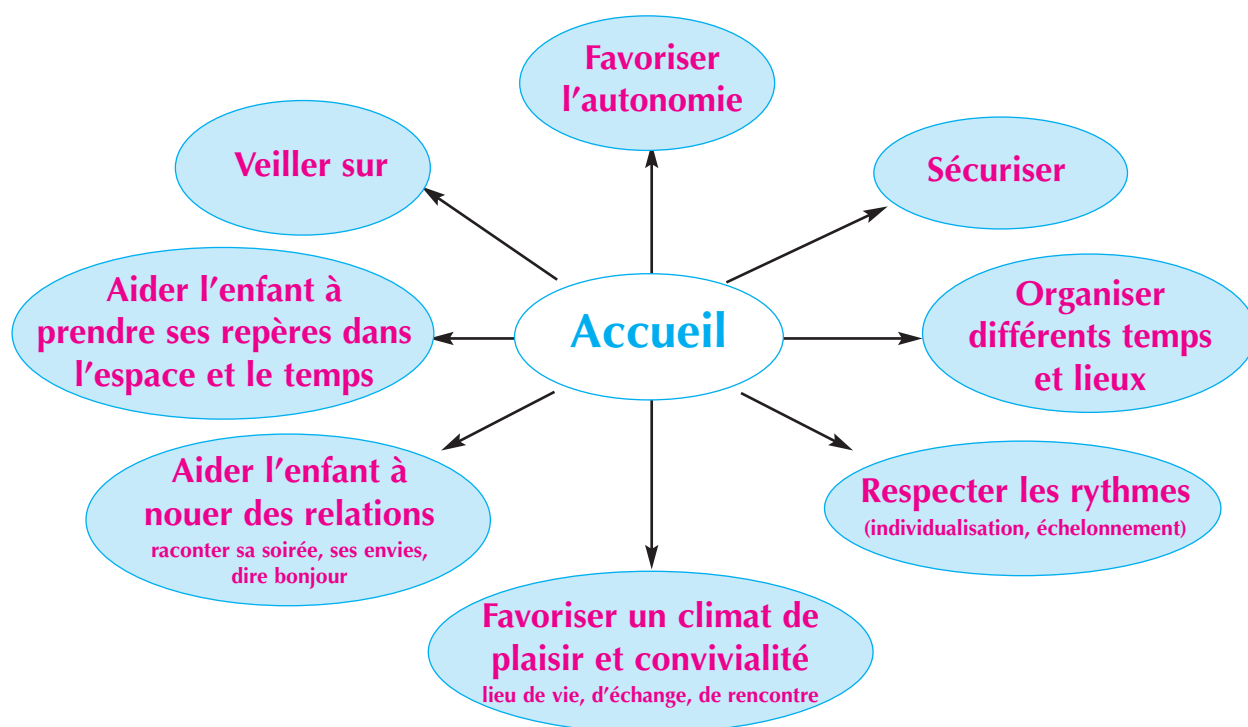 Favoriser
l'autonomie
Veiller sur
Sécuriser
Aider l'enfant à
prendre ses repères dans
l'espace et le temps
Accueil
Organiser
différents temps
et lieux
Aider l'enfant à
nouer des relations
raconter sa soirée, ses envies,
dire bonjour
Respecter les rythmes
(individualisation, échelonnement)
Favoriser un climat de
plaisir et convivialité
lieu de vie, d'échange, de rencontre